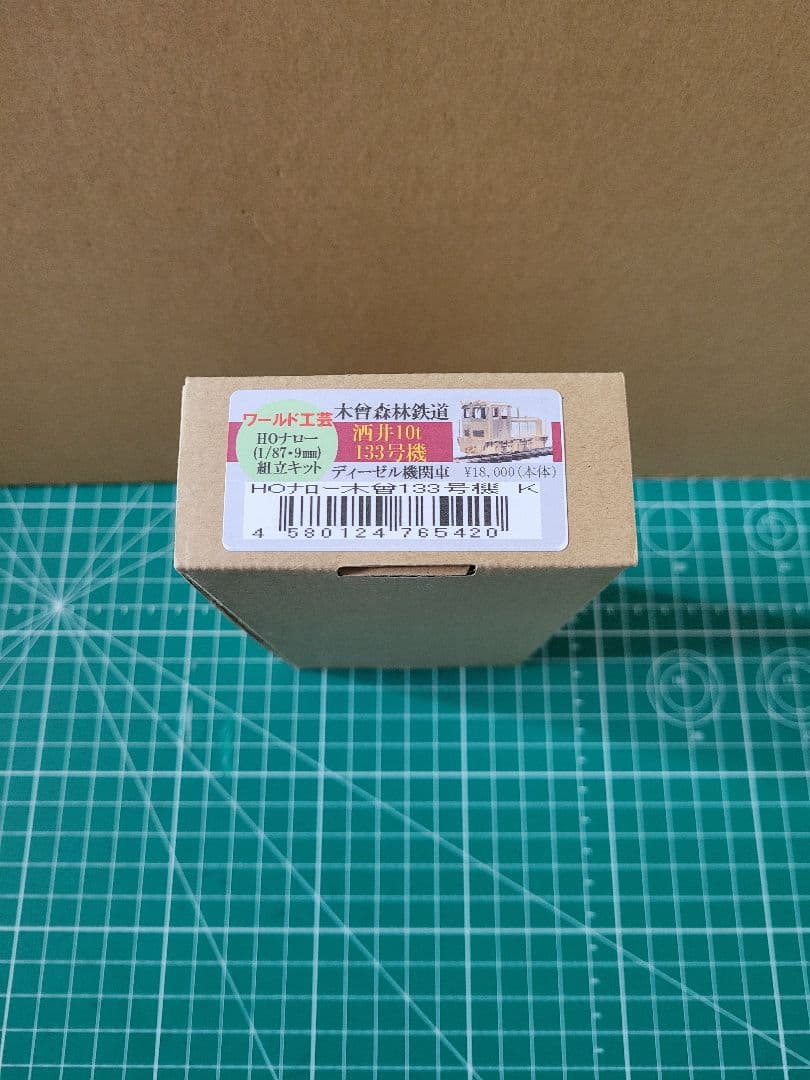 ワールド工芸
HOナロー
(1/87・9㎜)
組立キット
木曾森林鉄道
酒井10t
133号機
ディーゼル機関車
¥18,000(本体)
HOナロー木曾133号機 K
4 580124 765420